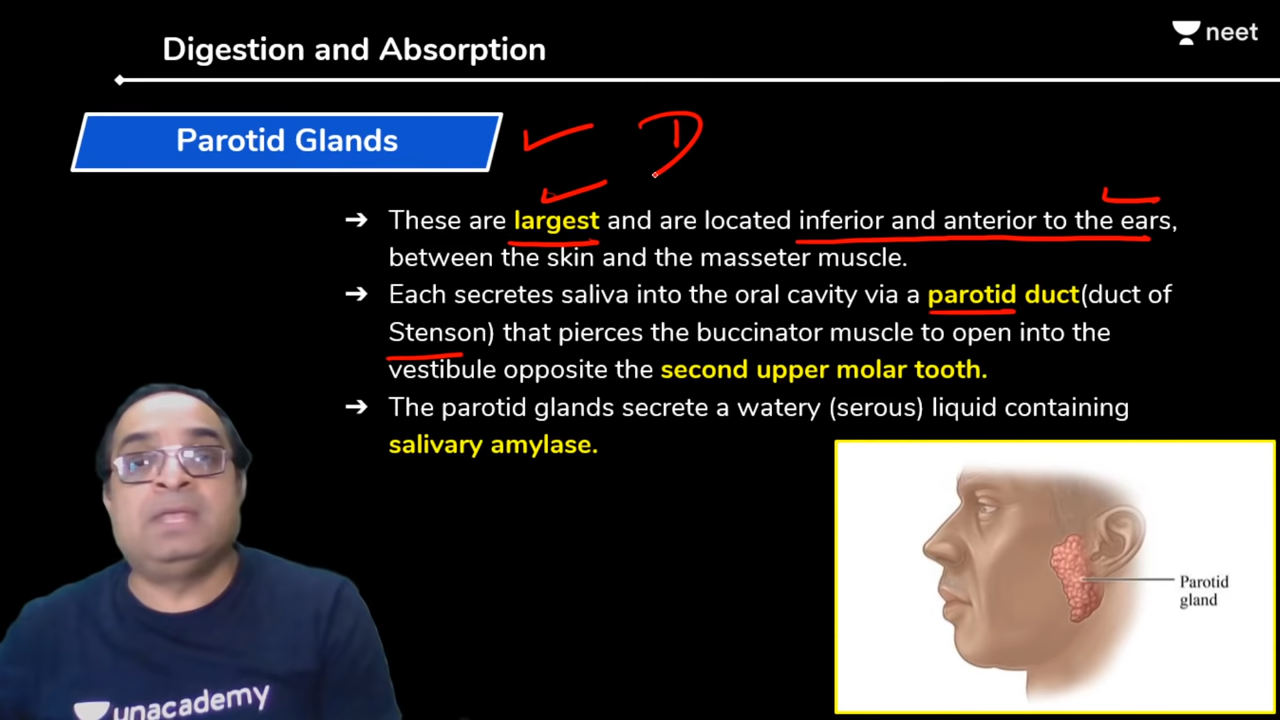 Digestion and Absorption
neet
Parotid Glands
➔ These are largest and are located inferior and anterior to the ears,
between the skin and the masseter muscle.
➔ Each secretes saliva into the oral cavity via a parotid duct(duct of
Stenson) that pierces the buccinator muscle to open into the
vestibule opposite the second upper molar tooth.
➔ The parotid glands secrete a watery (serous) liquid containing
salivary amylase.
Parotid
gland
unacademy